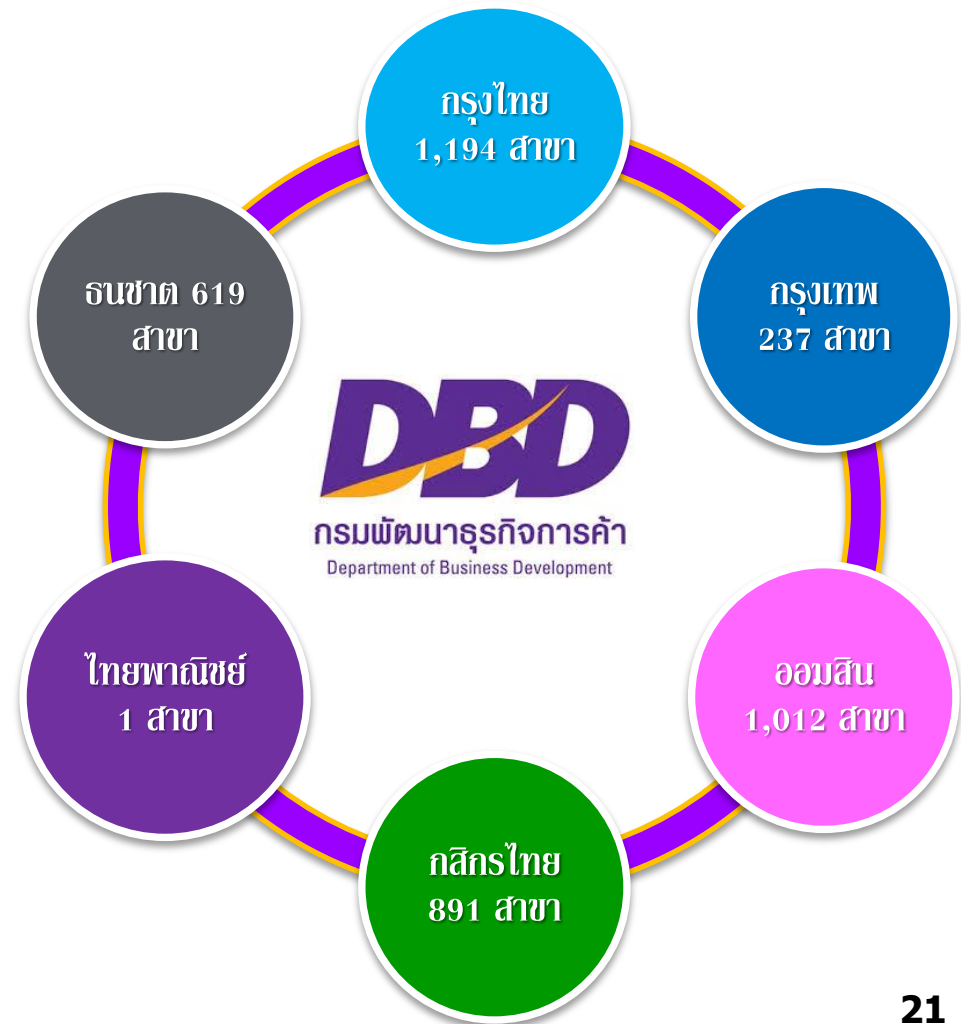 กรุงไทย
1,194 สาขา
กรุงเทพ
237 สาขา
ออมสิน
1,012 สาขา
กสิกรไทย
891 สาขา
ไทยพาณิชย์
1 สาขา
ธนชาต 619
สาขา
DBD
กรมพัฒนาธุรกิจการค้า
Department of Business Development
21